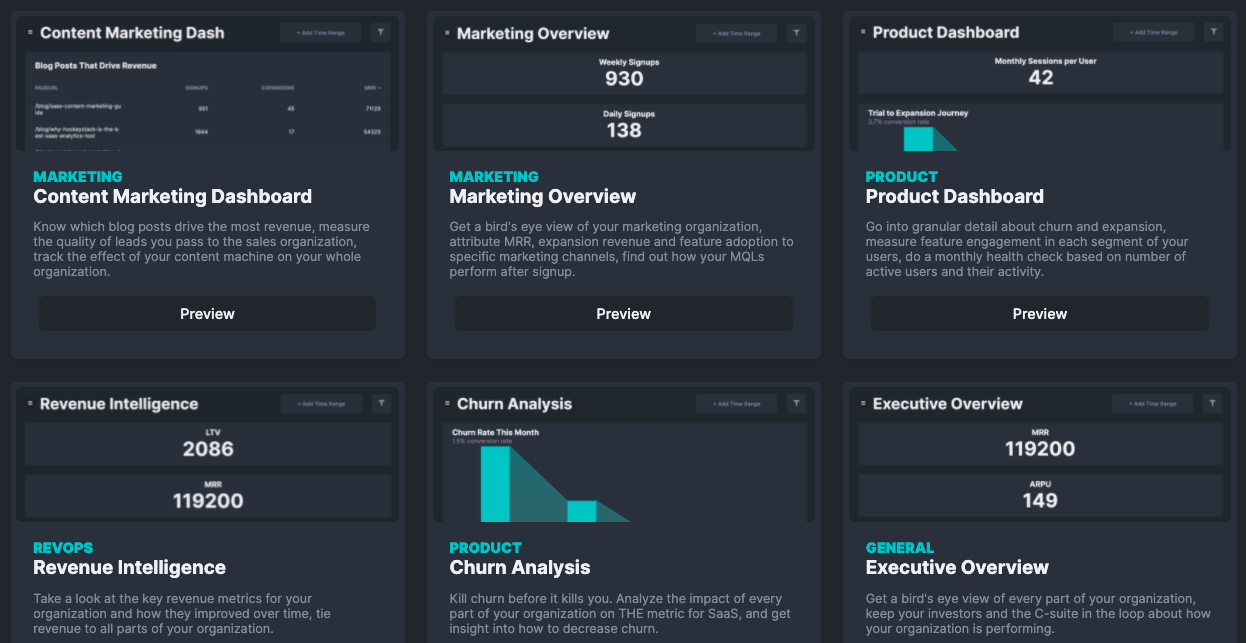 Content Marketing Dash
+ Add Time Range
Blog Posts That Drive Revenue
PAGEURL SIGNUPS EXPANSIONS MRR
/blog/saas-content-marketing-gu
ide
951 45 71120
/blog/why-hockeystack-is-the-b
est-saas-analytics-tool
1844 17 54320
MARKETING
Content Marketing Dashboard
Know which blog posts drive the most revenue, measure
the quality of leads you pass to the sales organization,
track the effect of your content machine on your whole
organization.
Preview
Marketing Overview
+ Add Time Range
Weekly Signups
930
Daily Signups
138
MARKETING
Marketing Overview
Get a bird's eye view of your marketing organization,
attribute MRR, expansion revenue and feature adoption to
specific marketing channels, find out how your MQLs
perform after signup.
Preview
Product Dashboard
+ Add Time Range
Monthly Sessions per User
42
Trial to Expansion Journey
3.7% conversion rate
PRODUCT
Product Dashboard
Go into granular detail about churn and expansion,
measure feature engagement in each segment of your
users, do a monthly health check based on number of
active users and their activity.
Preview
Revenue Intelligence
+ Add Time Range
LTV
2086
MRR
119200
REVOPS
Revenue Intelligence
Take a look at the key revenue metrics for your
organization and how they improved over time, tie
revenue to all parts of your organization.
Churn Analysis
+ Add Time Range
Churn Rate This Month
1.5% conversion rate
PRODUCT
Churn Analysis
Kill churn before it kills you. Analyze the impact of every
part of your organization on THE metric for SaaS, and get
insight into how to decrease churn.
Executive Overview
+ Add Time Range
MRR
119200
ARPU
149
GENERAL
Executive Overview
Get a bird's eye view of every part of your organization,
keep your investors and the C-suite in the loop about how
your organization is performing.